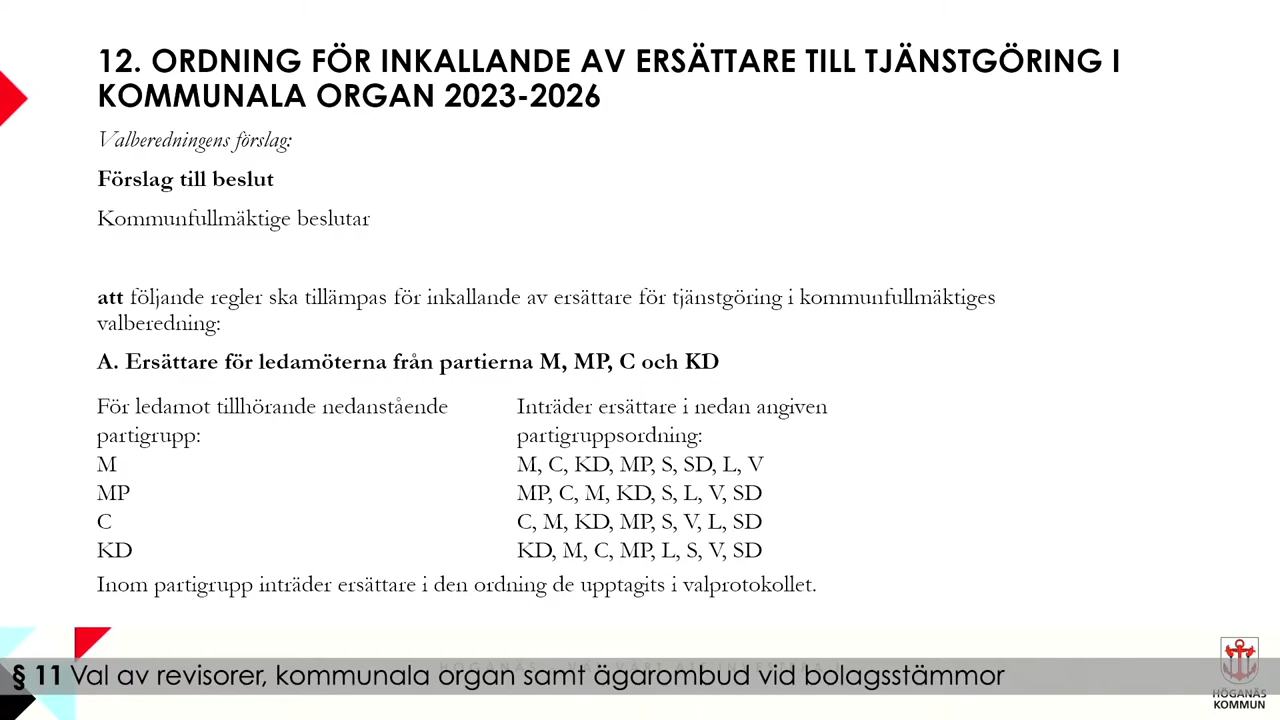 12. ORDNING FÖR INKALLANDE AV ERSÄTTARE TILL TJÄNSTGÖRING I
KOMMUNALA ORGAN 2023-2026
Valberedningens förslag:
Förslag till beslut
Kommunfullmäktige beslutar
att följande regler ska tillämpas för inkallande av ersättare för tjänstgöring i kommunfullmäktiges
valberedning:
A. Ersättare för ledamöterna från partierna M, MP, C och KD
För ledamot tillhörande nedanstående Inträder ersättare i nedan angiven
partigrupp: partigruppsordning:
M M, C, KD, MP, S, SD, L, V
MP MP, C, M, KD, S, L, V, SD
C C, M, KD, MP, S, V, L, SD
KD KD, M, C, MP, L, S, V, SD
Inom partigrupp inträder ersättare i den ordning de upptagits i valprotokollet.
§ 11 Val av revisorer, kommunala organ samt ägarombud vid bolagsstämmor
HÖGANÄS
KOMMUN